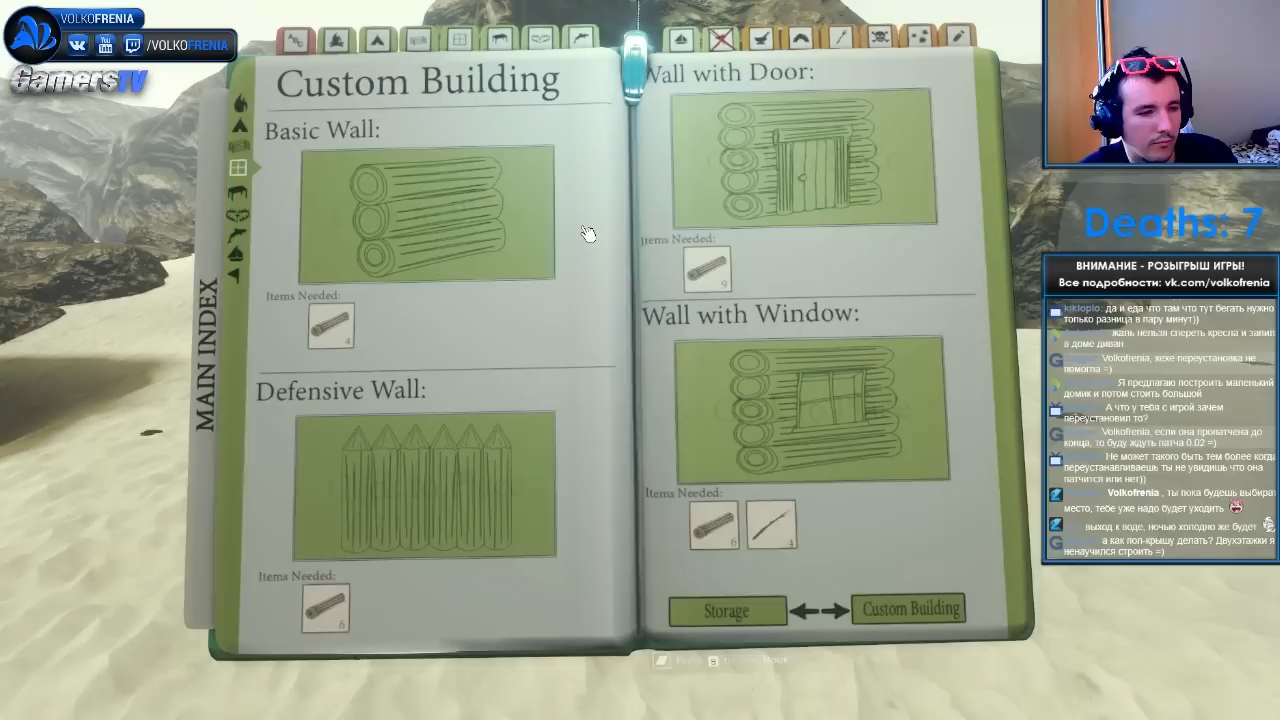 VOLKOFRENIA
/VOLKOFRENIA
GamersTV
MAIN INDEX
Custom Building
Basic Wall:
Items Needed:
4
Defensive Wall:
Items Needed:
6
Wall with Door:
Items Needed:
9
Wall with Window:
Items Needed:
6
4
Storage
Custom Building
Deaths: 7
ВНИМАНИЕ - РОЗЫГРЫШ ИГРЫ!
Все подробности: vk.com/volkofrenia
kikloplo: да и еда что там что тут бегать нужно
только разница в пару минут))
жаль нельзя спереть кресла и запил
в доме диван
Volkofrenia, хехе переустановка не
помогла =)
Я предлагаю построить маленький
домик и потом стоить большой
А что у тебя с игрой зачем
переустановил то?
Volkofrenia, если она пропатчена до
конца, то буду ждуть патча 0.02 =)
Не может такого быть тем более когда
переустанавливаешь ты не увидишь что она
патчится или нет))
Volkofrenia , ты пока будешь выбира
место, тебе уже надо будет уходить
выход к воде, ночью холодно же будет
а как пол-крышу делать? Двухэтажки я
ненаучился строить =)